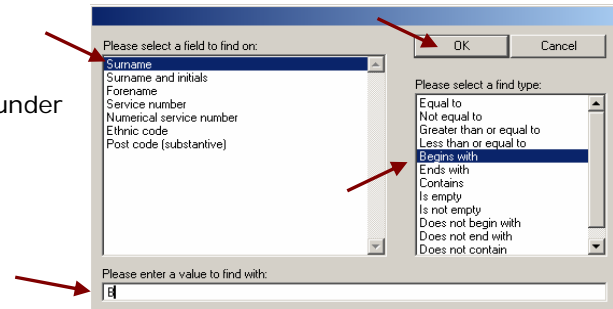 under
Please select a field to find on:
Surname
Surname and initials
Forename
Service number
Numerical service number
Ethnic code
Post code (substantive)
OK Cancel
Please select a find type:
Equal to
Not equal to
Greater than or equal to
Less than or equal to
Begins with
Ends with
Contains
Is empty
Is not empty
Does not begin with
Does not end with
Does not contain
Please enter a value to find with:
B